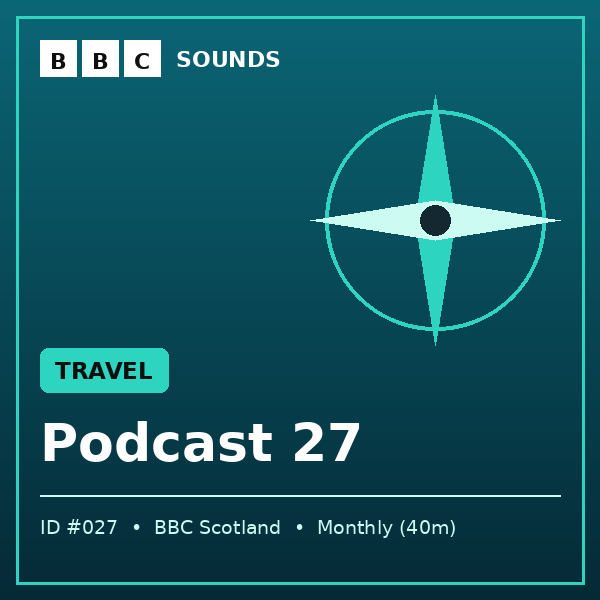 BBC SOUNDS
TRAVEL
Podcast 27
ID #027 • BBC Scotland • Monthly (40m)